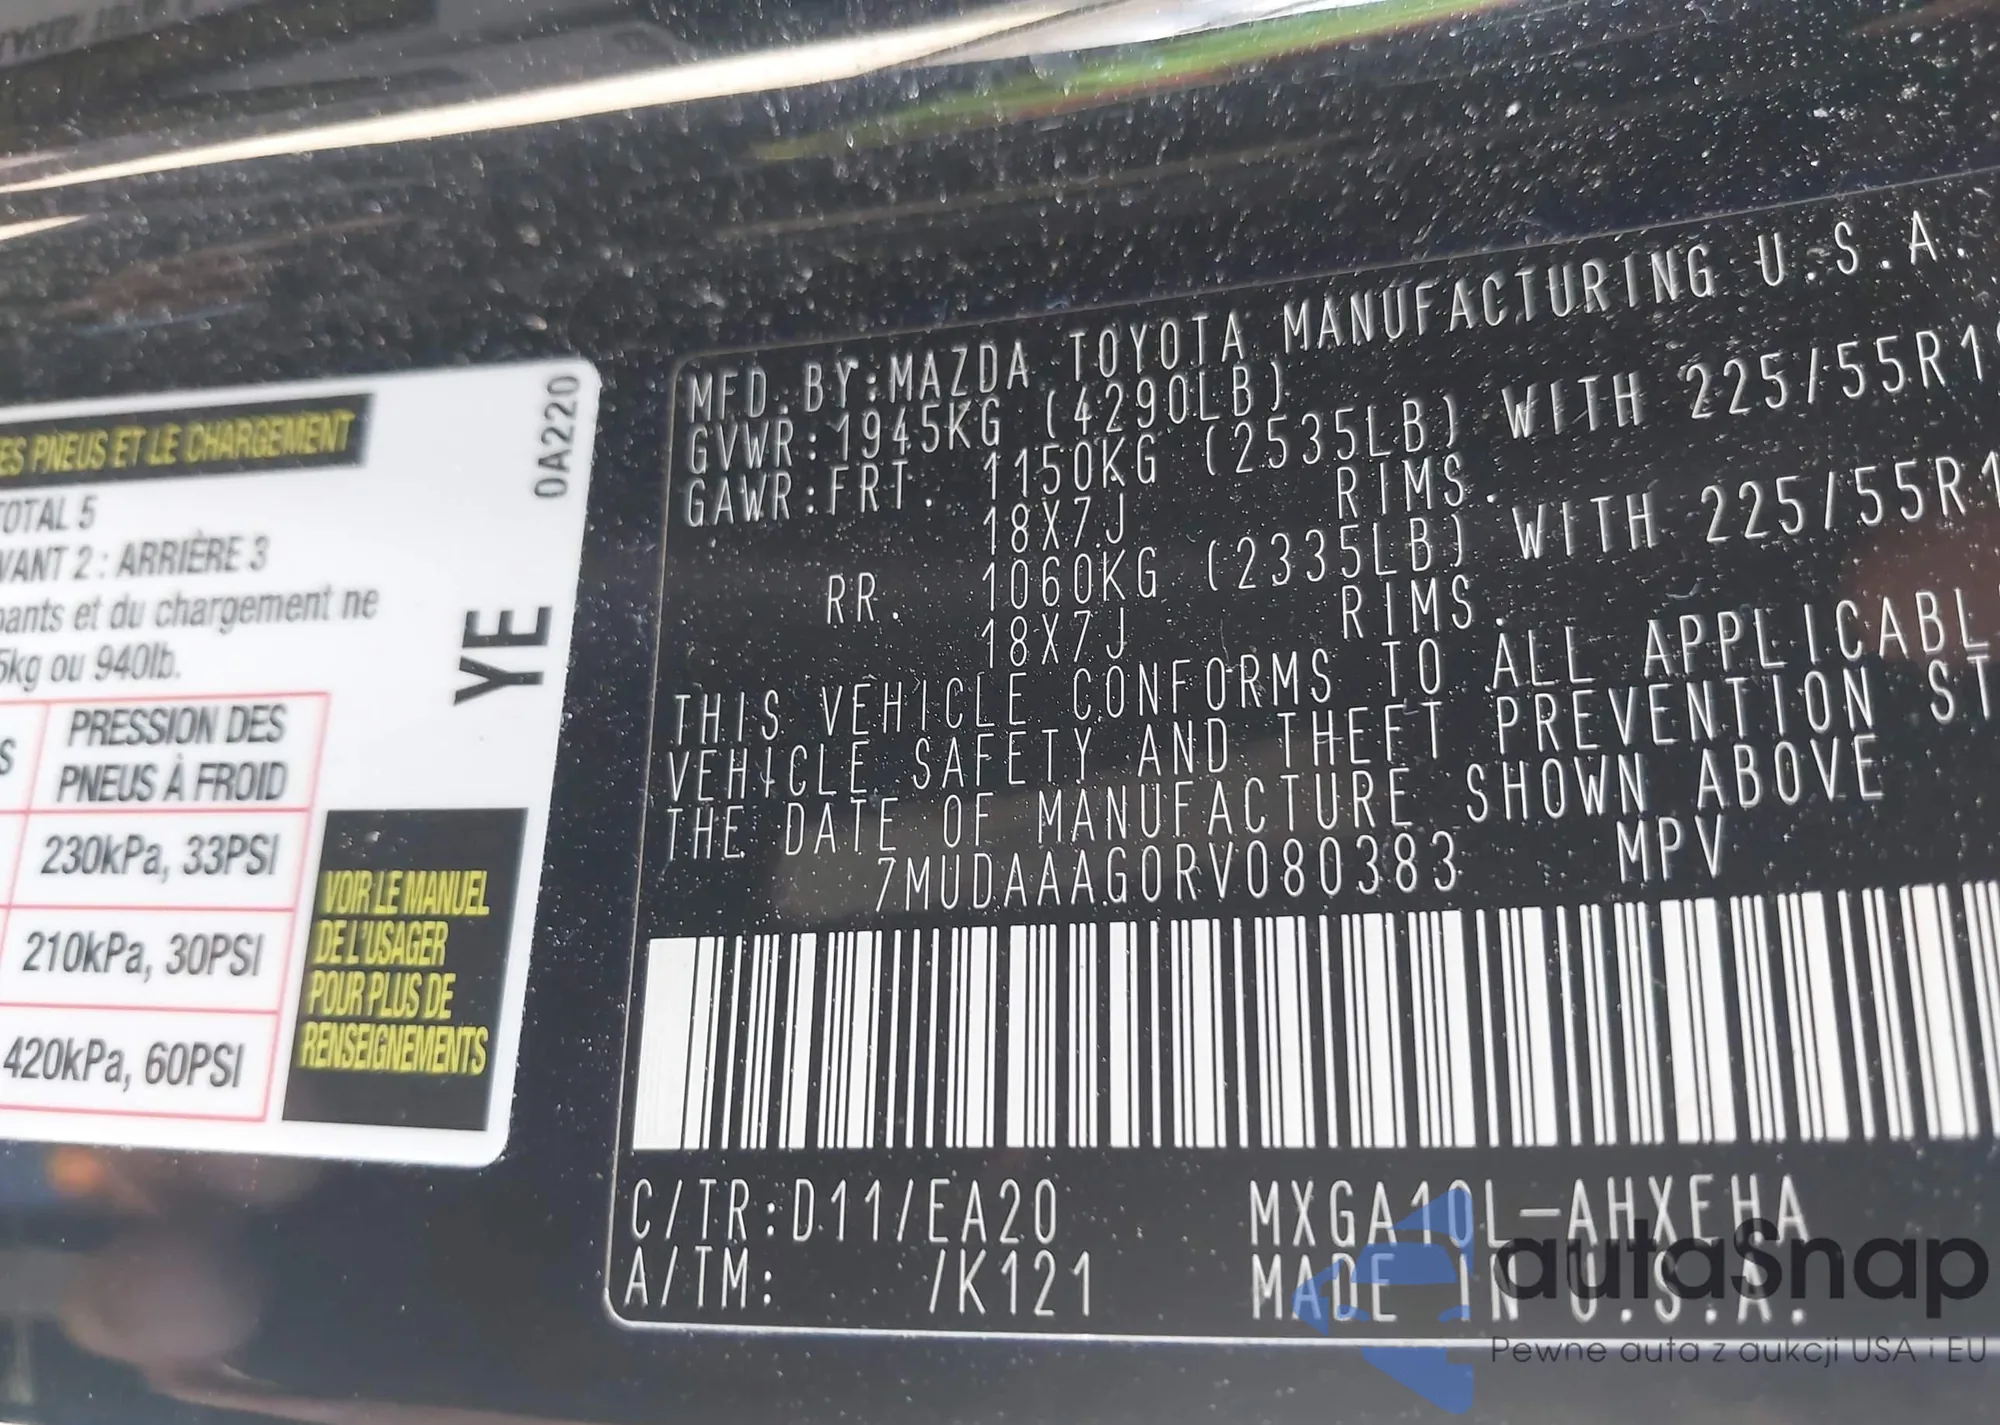 ES PNEUS ET LE CHARGEMENT
0A220
TOTAL 5
VANT 2 : ARRIÈRE 3
pants et du chargement ne
5kg ou 940lb.
YE
S
PRESSION DES
PNEUS À FROID
230kPa, 33PSI
210kPa, 30PSI
420kPa, 60PSI
VOIR LE MANUEL
DE L'USAGER
POUR PLUS DE
RENSEIGNEMENTS
MFD. BY:MAZDA TOYOTA MANUFACTURING U.S.A.
GVWR:1945KG (4290LB)
GAWR:FRT. 1150KG (2535LB) WITH 225/55R1
18X7J RIMS.
RR. 1060KG (2335LB) WITH 225/55R1
18X7J RIMS.
THIS VEHICLE CONFORMS TO ALL APPLICABL
VEHICLE SAFETY AND THEFT PREVENTION ST
THE DATE OF MANUFACTURE SHOWN ABOVE
7MUDAAAG0RV080383 MPV
C/TR:D11/EA20 MXGA10L-AHXEHA
A/TM: /K121 MADE IN U.S.A.
autaSnap
Pewne auta z aukcji USA i EU